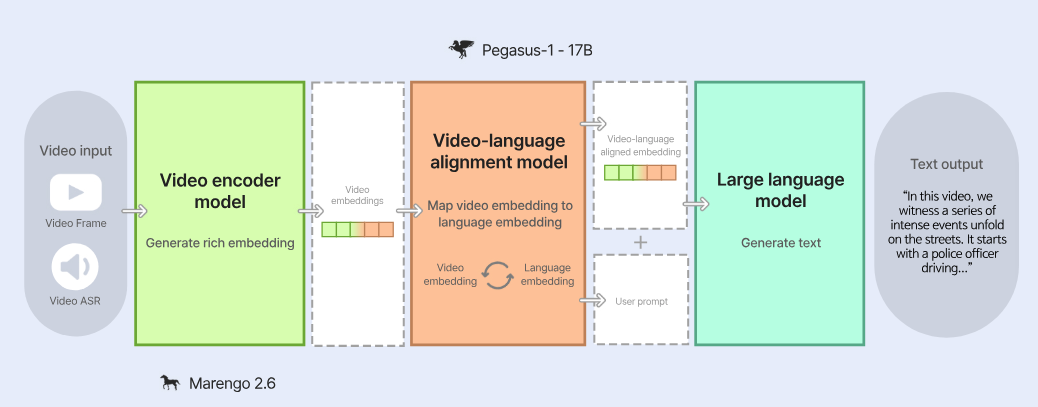 Pegasus-1 - 17B
Video input
Video Frame
Video ASR
Video encoder
model
Generate rich embedding
Video
embeddings
Video-language
alignment model
Map video embedding to
language embedding
Video
embedding
Language
embedding
Video-language
aligned embedding
+
User prompt
Large language
model
Generate text
Text output
“In this video, we
witness a series of
intense events unfold
on the streets. It starts
with a police officer
driving...”
Marengo 2.6